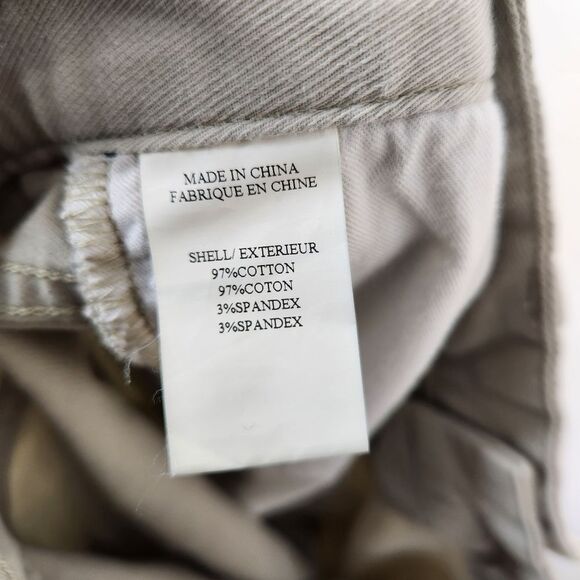 MADE IN CHINA
FABRIQUE EN CHINE
SHELL/ EXTERIEUR
97%COTTON
97%COTON
3%SPANDEX
3%SPANDEX